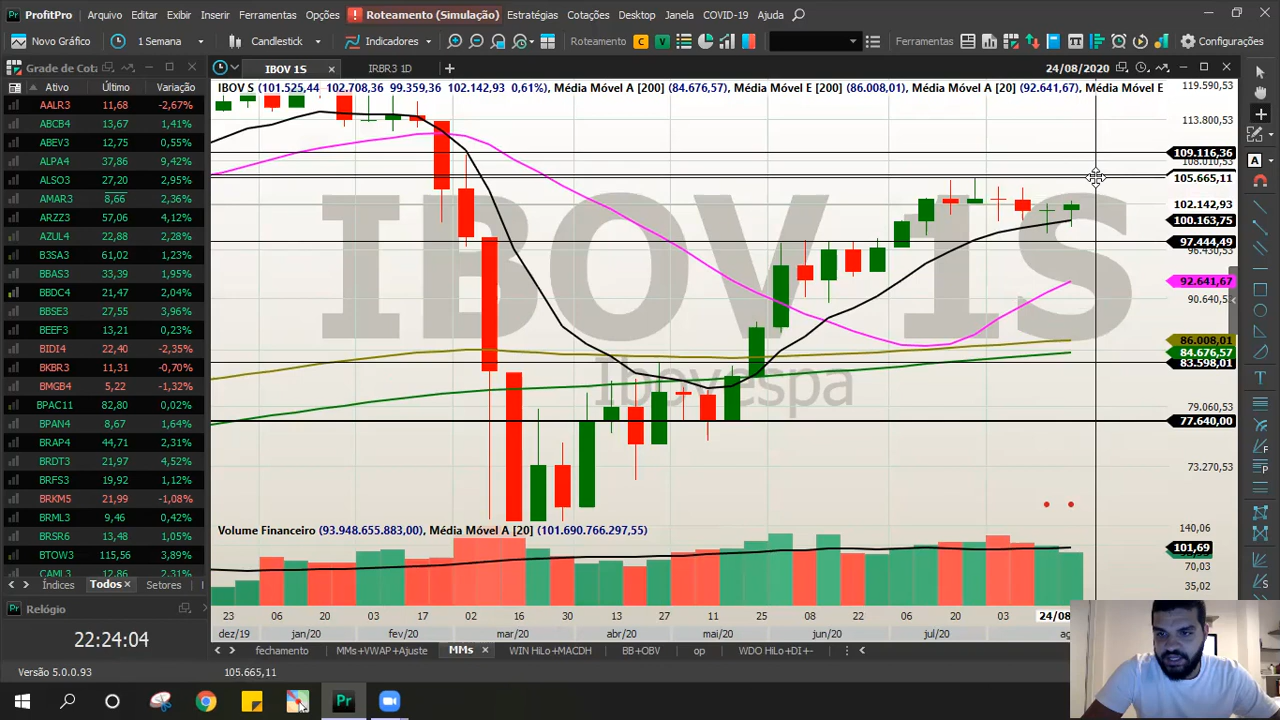 ProfitPro Arquivo Editar Exibir Inserir Ferramentas Opções ! Roteamento (Simulação) Estratégias Cotações Desktop Janela COVID-19 Ajuda
Novo Gráfico 1 Semana Candlestick Indicadores Roteamento C V Ferramentas Configurações
Grade de Cota IBOV 1S IRBR3 1D 24/08/2020
Ativo Último Variação
IBOV S (101.525,44 102.708,36 99.359,36 102.142,93 0,61%), Média Móvel A [200] (84.676,57), Média Móvel E [200] (86.008,01), Média Móvel A [20] (92.641,67), Média Móvel E
AALR3 11,68 -2,67%
ABCB4 13,67 1,41%
ABEV3 12,75 0,55%
ALPA4 37,86 9,42%
ALSO3 27,20 2,95%
AMAR3 8,66 2,36%
ARZZ3 57,06 4,12%
AZUL4 22,88 2,28%
B3SA3 61,02 1,23%
BBAS3 33,39 1,95%
BBDC4 21,47 2,04%
BBSE3 27,55 3,96%
BEEF3 13,21 0,23%
BIDI4 22,40 -2,35%
BKBR3 11,31 -0,70%
BMGB4 5,22 -1,32%
BPAC11 82,80 0,02%
BPAN4 8,67 1,64%
BRAP4 44,71 2,31%
BRDT3 21,97 4,52%
BRFS3 19,92 1,12%
BRKM5 21,99 -1,08%
BRML3 9,46 0,42%
BRSR6 13,48 1,05%
BTOW3 115,56 3,89%
CAML3 12,86 2,31%
IBOV 1S
Ibovespa
119.590,53
113.800,53
109.116,36
108.010,53
105.665,11
102.142,93
100.163,75
97.444,49
96.430,53
92.641,67
90.640,53
86.008,01
84.676,57
83.598,01
79.060,53
77.640,00
73.270,53
Volume Financeiro (93.948.655.883,00), Média Móvel A [20] (101.690.766.297,55)
140,06
101,69
70,03
35,02
Índices Todos Setores
Relógio
22:24:04
23 06 20 03 17 02 16 30 13 27 11 25 08 22 06 20 03 24/08
dez/19 jan/20 fev/20 mar/20 abr/20 mai/20 jun/20 jul/20 ag
fechamento MMs+VWAP+Ajuste MMs WIN HiLo+MACDH BB+OBV op WDO HiLo+DI+-
Versão 5.0.0.93 105.665,11